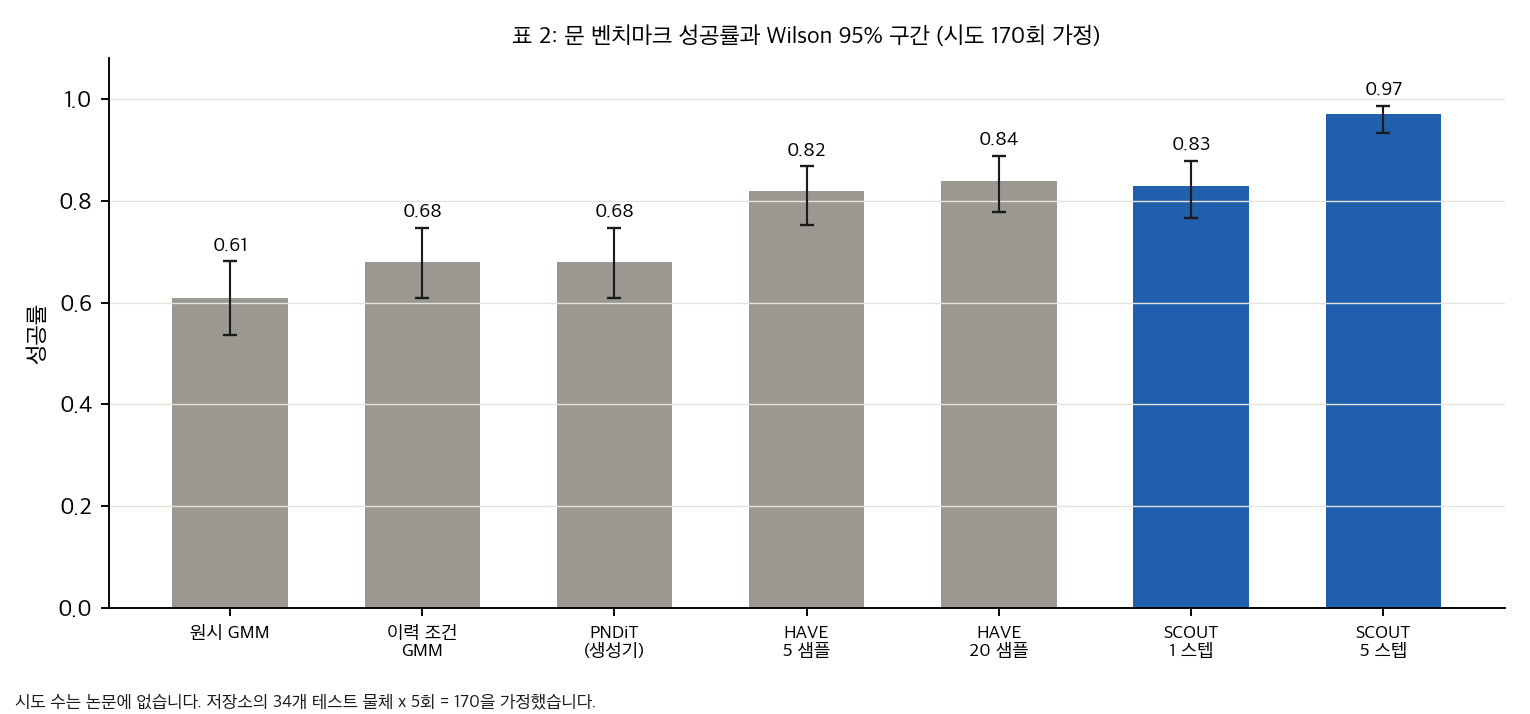 표 2: 문 벤치마크 성공률과 Wilson 95% 구간 (시도 170회 가정)
성공률
1.0
0.8
0.6
0.4
0.2
0.0
0.61
0.68
0.68
0.82
0.84
0.83
0.97
원시 GMM
이력 조건
GMM
PNDiT
(생성기)
HAVE
5 샘플
HAVE
20 샘플
SCOUT
1 스텝
SCOUT
5 스텝
시도 수는 논문에 없습니다. 저장소의 34개 테스트 물체 x 5회 = 170을 가정했습니다.